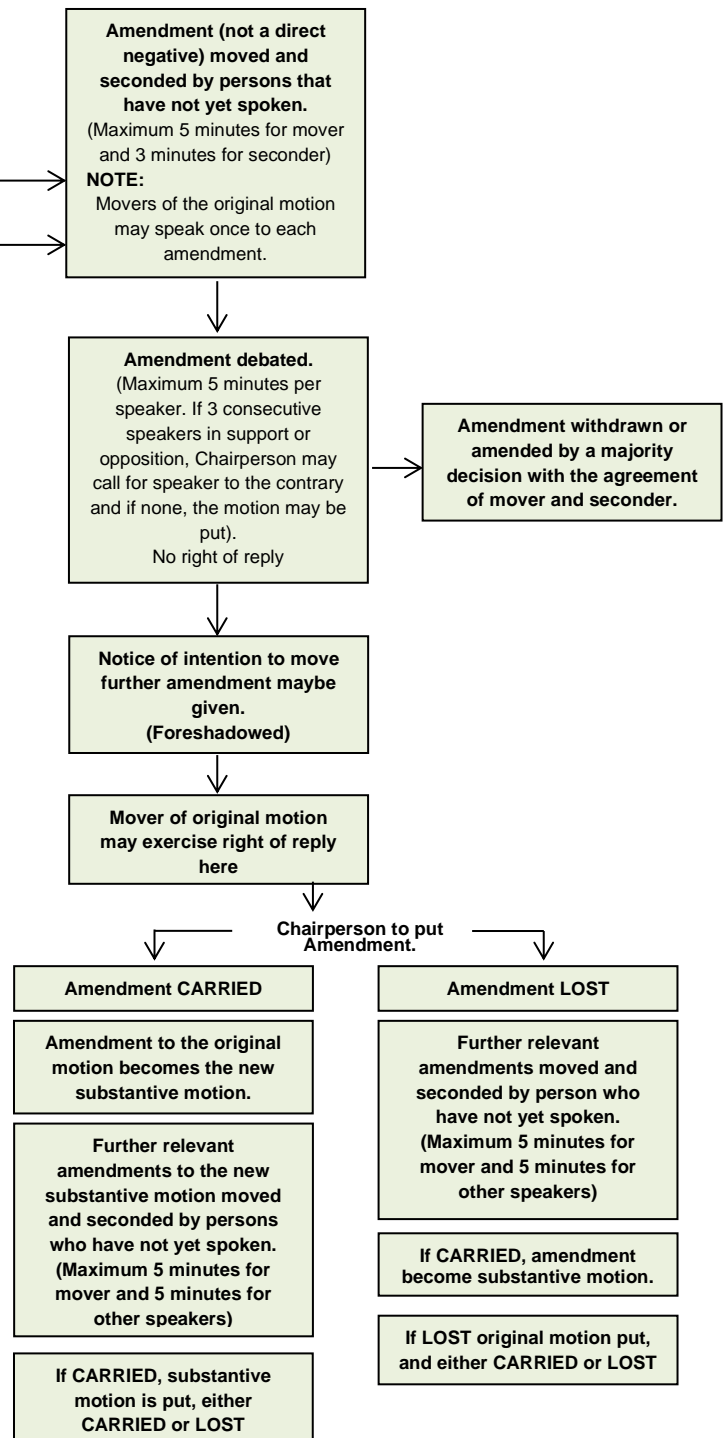 Amendment (not a direct
negative) moved and
seconded by persons that
have not yet spoken.
(Maximum 5 minutes for mover
and 3 minutes for seconder)
NOTE:
Movers of the original motion
may speak once to each
amendment.
Amendment debated.
(Maximum 5 minutes per
speaker. If 3 consecutive
speakers in support or
opposition, Chairperson may
call for speaker to the contrary
and if none, the motion may be
put).
No right of reply
Amendment withdrawn or
amended by a majority
decision with the agreement
of mover and seconder.
Notice of intention to move
further amendment maybe
given.
(Foreshadowed)
Mover of original motion
may exercise right of reply
here
Chairperson to put
Amendment.
Amendment CARRIED
Amendment to the original
motion becomes the new
substantive motion.
Further relevant
amendments to the new
substantive motion moved
and seconded by persons
who have not yet spoken.
(Maximum 5 minutes for
mover and 5 minutes for
other speakers)
If CARRIED, substantive
motion is put, either
CARRIED or LOST
Amendment LOST
Further relevant
amendments moved and
seconded by person who
have not yet spoken.
(Maximum 5 minutes for
mover and 5 minutes for
other speakers)
If CARRIED, amendment
become substantive motion.
If LOST original motion put,
and either CARRIED or LOST